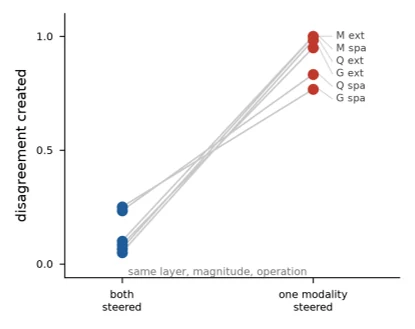 disagreement created
1.0
0.5
0.0
M ext
M spa
Q ext
G ext
Q spa
G spa
same layer, magnitude, operation
both
steered
one modality
steered